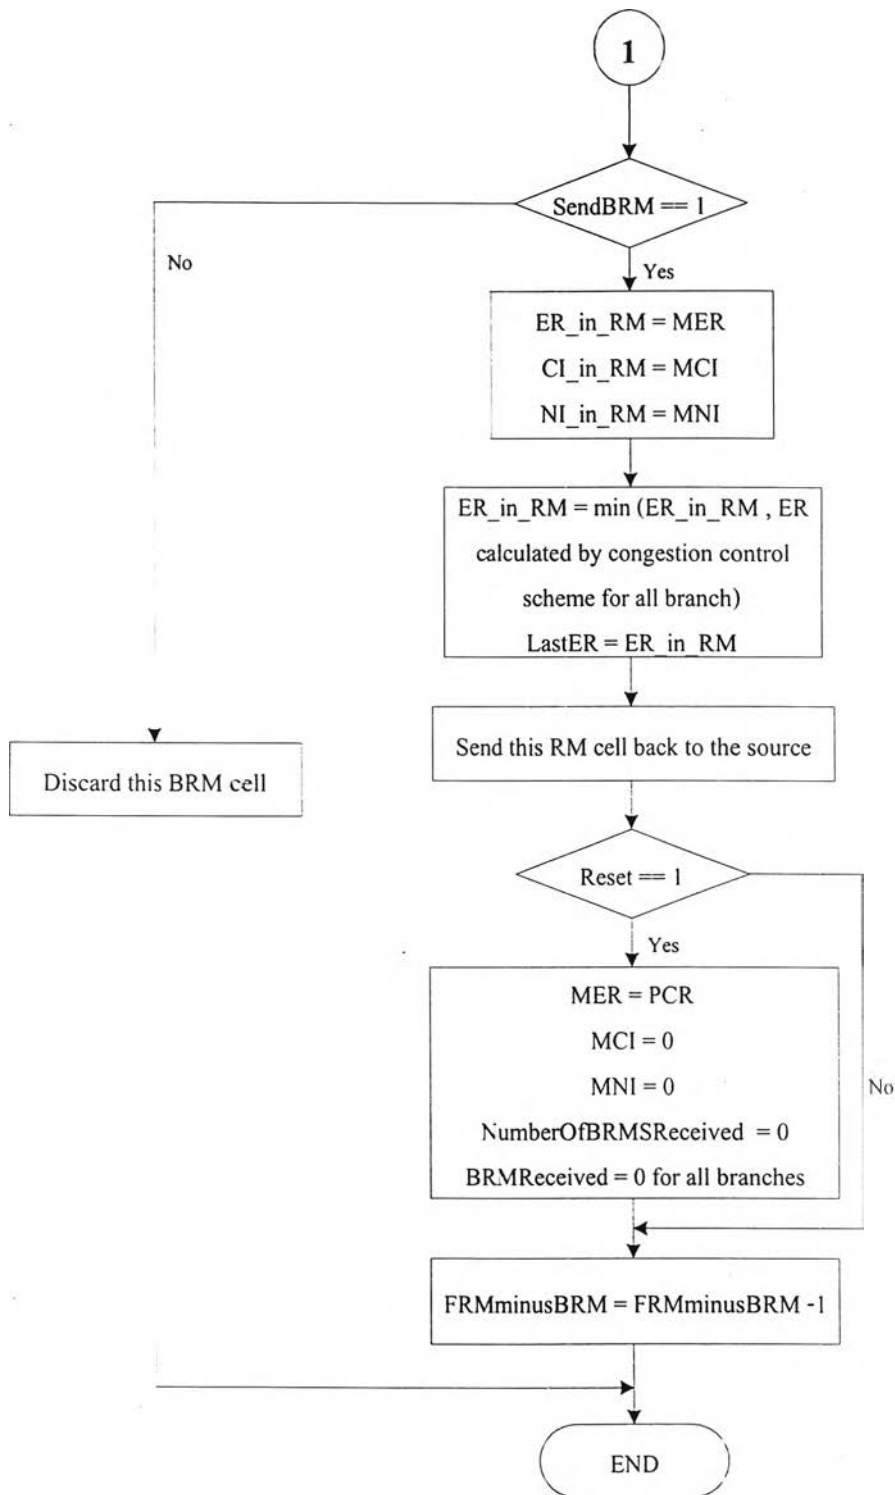 1
SendBRM == 1
No
Yes
ER_in_RM = MER
CI_in_RM = MCI
NI_in_RM = MNI
ER_in_RM = min (ER_in_RM , ER
calculated by congestion control
scheme for all branch)
LastER = ER_in_RM
Send this RM cell back to the source
Discard this BRM cell
Reset == 1
Yes
MER = PCR
MCI = 0
MNI = 0
No
NumberOfBRMSReceived = 0
BRMReceived = 0 for all branches
FRMminusBRM = FRMminusBRM -1
END